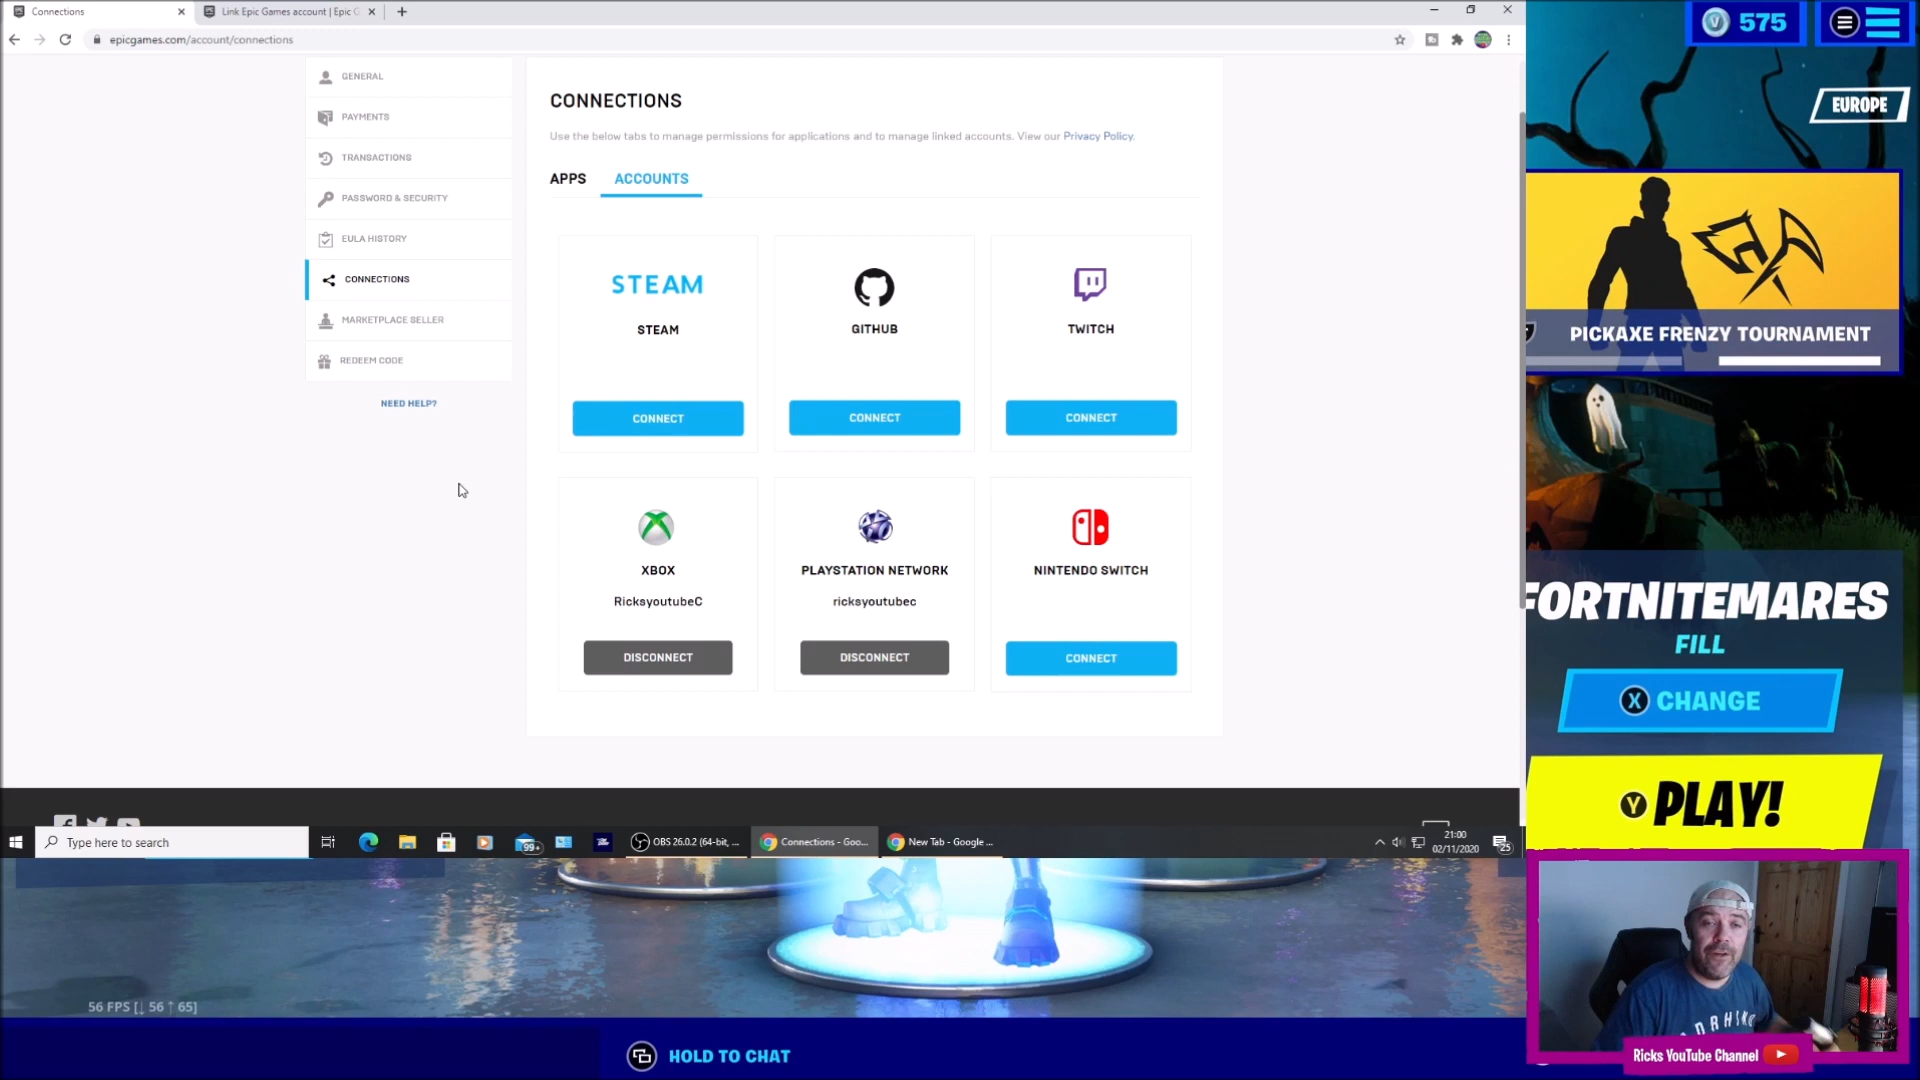 Connections
Link Epic Games account | Epic G
epicgames.com/account/connections
GENERAL
PAYMENTS
TRANSACTIONS
PASSWORD & SECURITY
EULA HISTORY
CONNECTIONS
MARKETPLACE SELLER
REDEEM CODE
NEED HELP?
CONNECTIONS
Use the below tabs to manage permissions for applications and to manage linked accounts. View our Privacy Policy.
APPS
ACCOUNTS
STEAM
STEAM
CONNECT
GITHUB
CONNECT
TWITCH
CONNECT
XBOX
RicksyoutubeC
DISCONNECT
PLAYSTATION NETWORK
ricksyoutubec
DISCONNECT
NINTENDO SWITCH
CONNECT
Type here to search
99+
OBS 26.0.2 (64-bit, ...
Connections - Goo...
New Tab - Google ...
21:00
02/11/2020
25
575
EUROPE
PICKAXE FRENZY TOURNAMENT
FORTNITEMARES
FILL
X CHANGE
Y PLAY!
56 FPS [↓ 56 ↑ 65]
HOLD TO CHAT
Ricks YouTube Channel